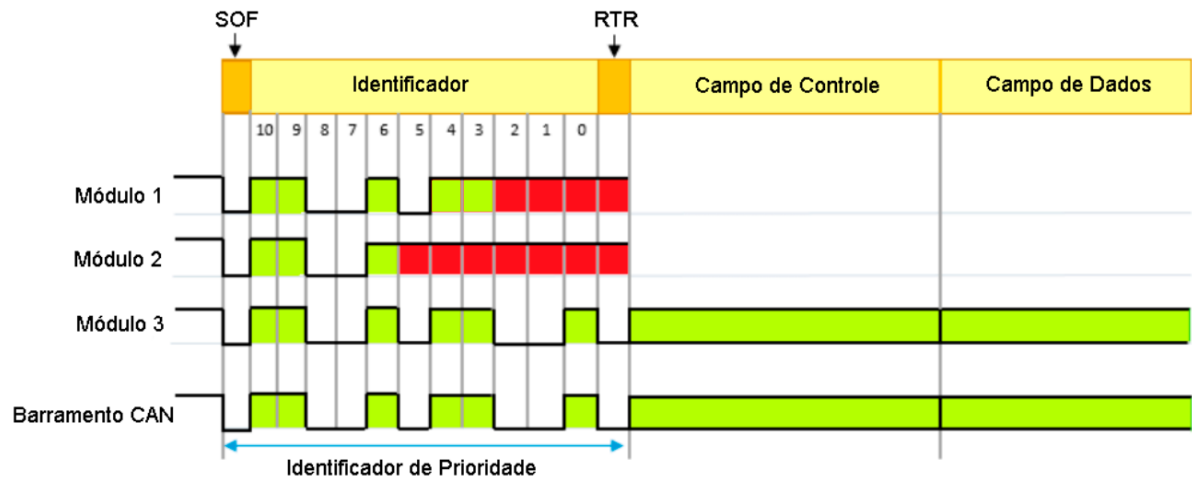 SOF RTR
Identificador Campo de Controle Campo de Dados
10 9 8 7 6 5 4 3 2 1 0
Módulo 1
Módulo 2
Módulo 3
Barramento CAN
Identificador de Prioridade